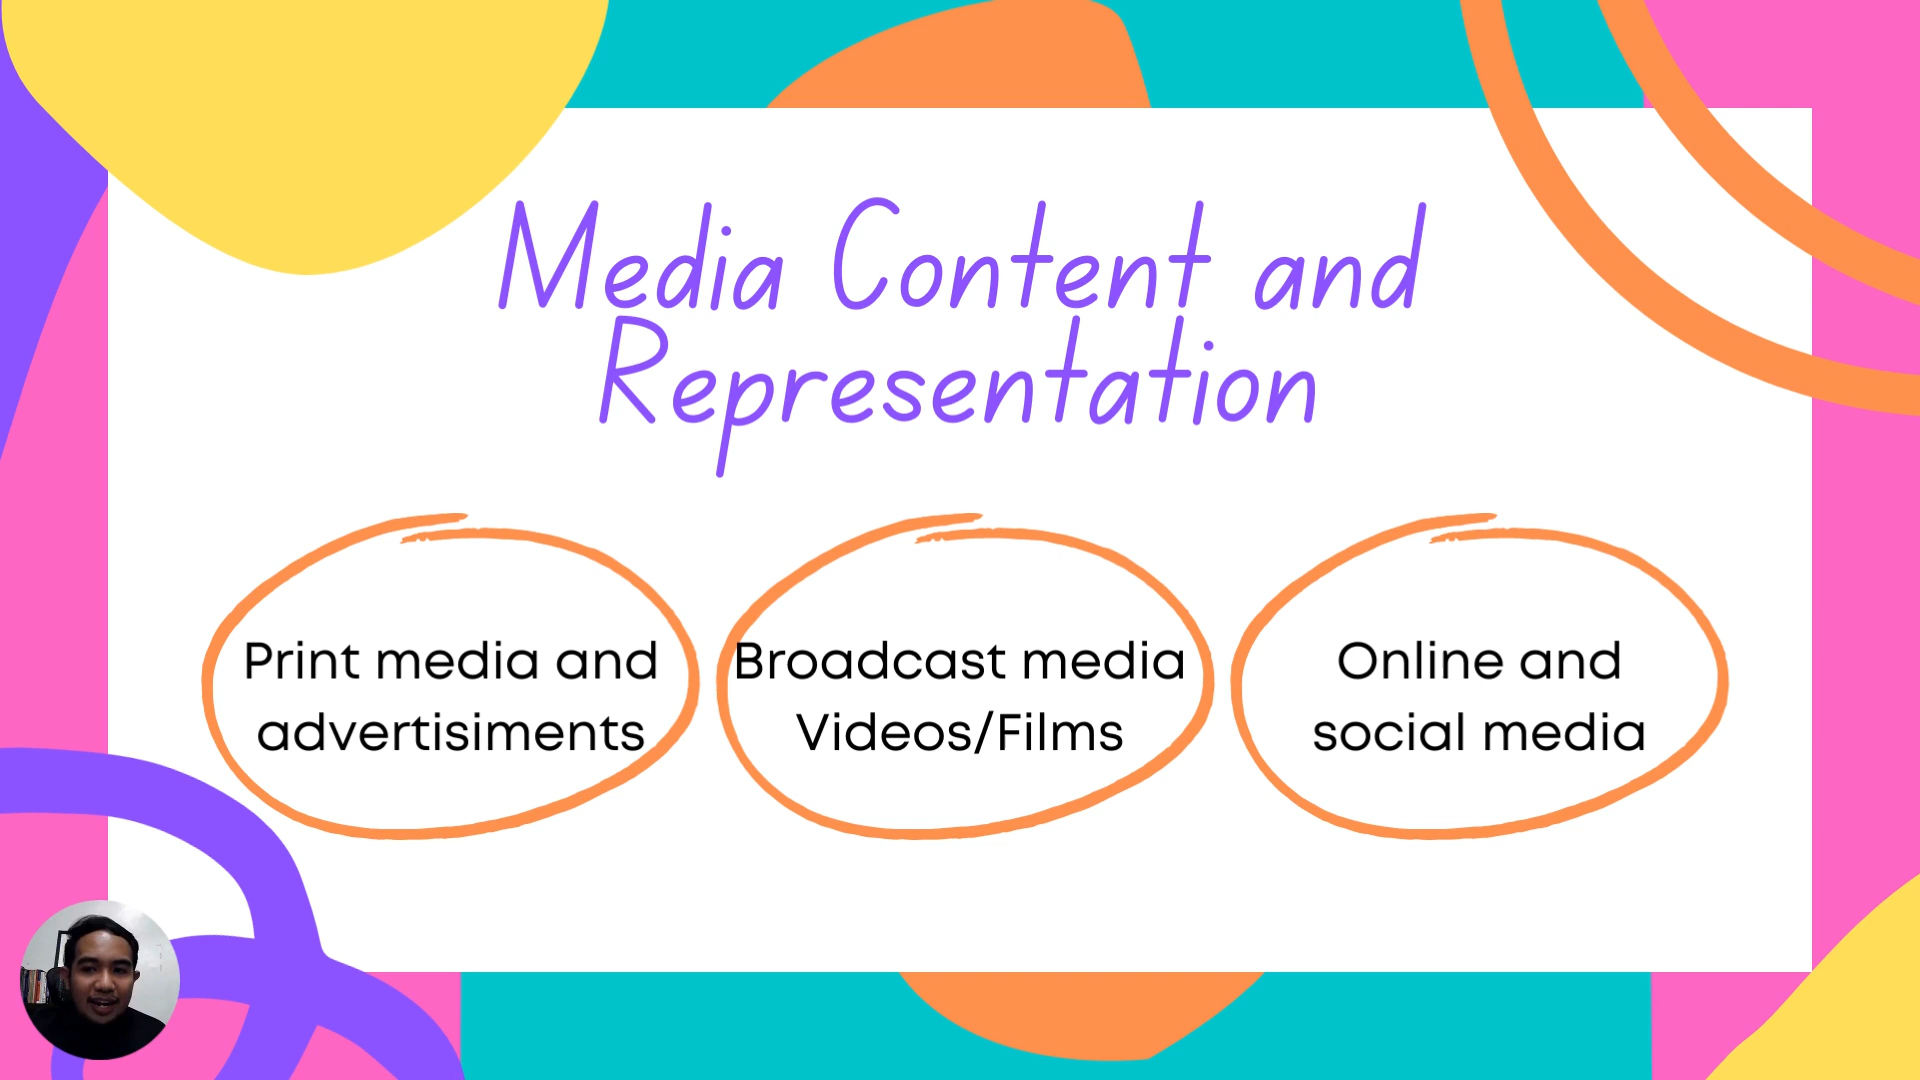 Media Content and
Representation
Print media and
advertisiments
Broadcast media
Videos/Films
Online and
social media